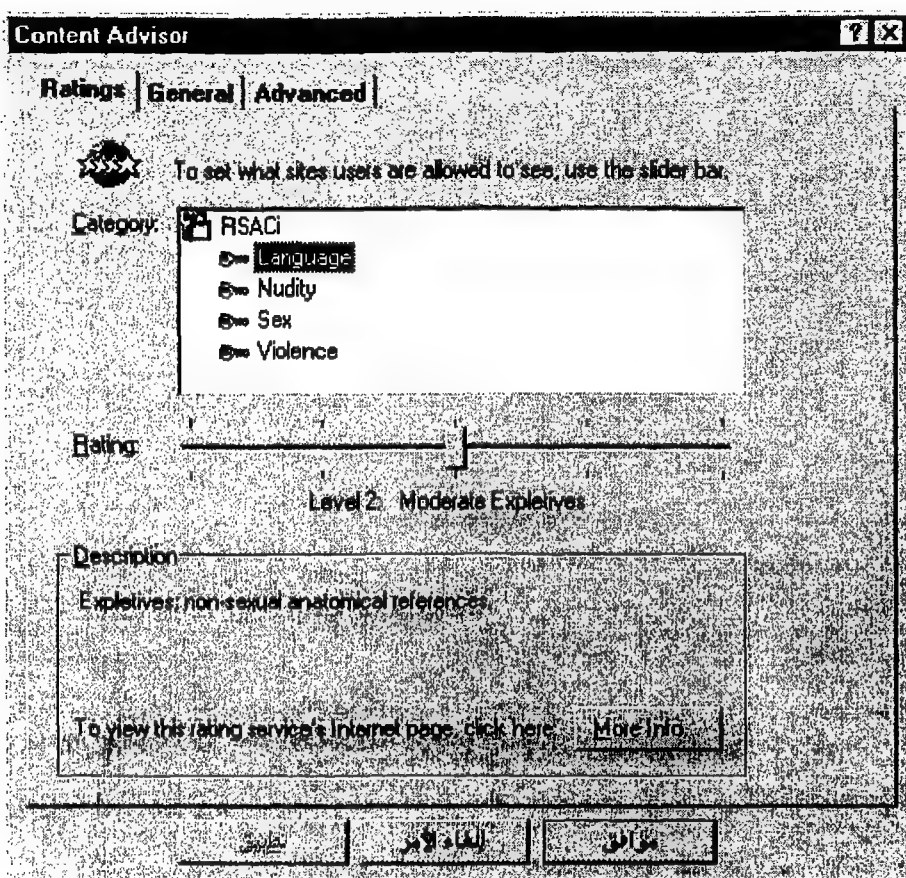 Content Advisor
Ratings General Advanced
To set what sites users are allowed to see, use the slider bar.
Category:
RSACi
Language
Nudity
Sex
Violence
Rating:
Level 2: Moderate Expletives
Description
Expletives; non-sexual anatomical references.
To view this rating service's Internet page, click here. More Info...
تطبيق إلغاء الأمر موافق